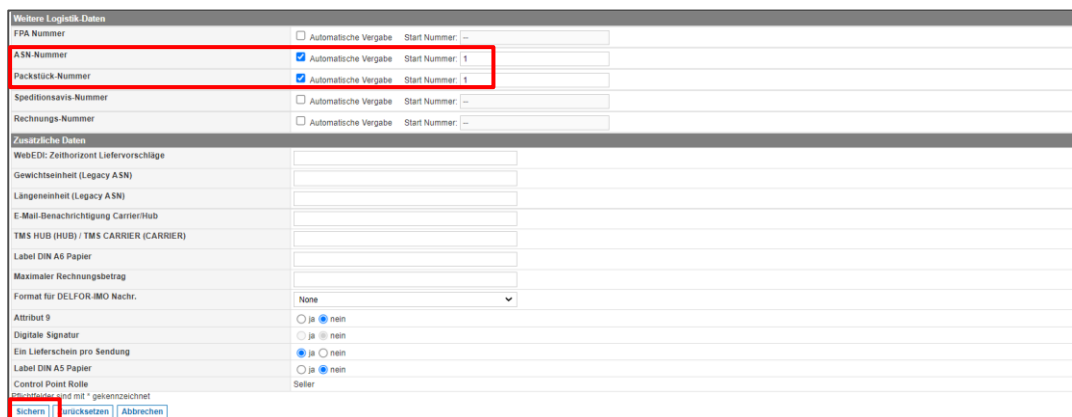 Weitere Logistik-Daten
FPA Nummer Automatische Vergabe Start Nummer: --
ASN-Nummer Automatische Vergabe Start Nummer: 1
Packstück-Nummer Automatische Vergabe Start Nummer: 1
Speditionsavis-Nummer Automatische Vergabe Start Nummer: --
Rechnungs-Nummer Automatische Vergabe Start Nummer: --
Zusätzliche Daten
WebEDI: Zeithorizont Liefervorschläge
Gewichtseinheit (Legacy ASN)
Längeneinheit (Legacy ASN)
E-Mail-Benachrichtigung Carrier/Hub
TMS HUB (HUB) / TMS CARRIER (CARRIER)
Label DIN A6 Papier
Maximaler Rechnungsbetrag
Format für DELFOR-IMO Nachr. None
Attribut 9 ja nein
Digitale Signatur ja nein
Ein Lieferschein pro Sendung ja nein
Label DIN A5 Papier ja nein
Control Point Rolle Seller
Pflichtfelder sind mit * gekennzeichnet
Sichern Zurücksetzen Abbrechen